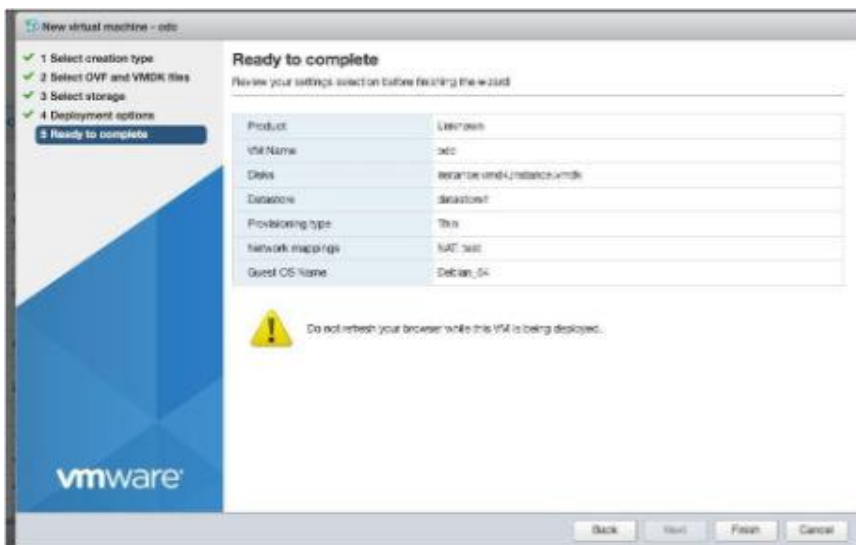 New virtual machine - odc
1 Select creation type
2 Select OVF and VMDK files
3 Select storage
4 Deployment options
5 Ready to complete
Ready to complete
Review your settings selection before finishing the wizard
Product Unknown
VM Name odc
Disks
Datastore datastore1
Provisioning type Thin
Network mappings NAT: test
Guest OS Name Debian_64
Do not refresh your browser while this VM is being deployed.
vmware
Back Next Finish Cancel